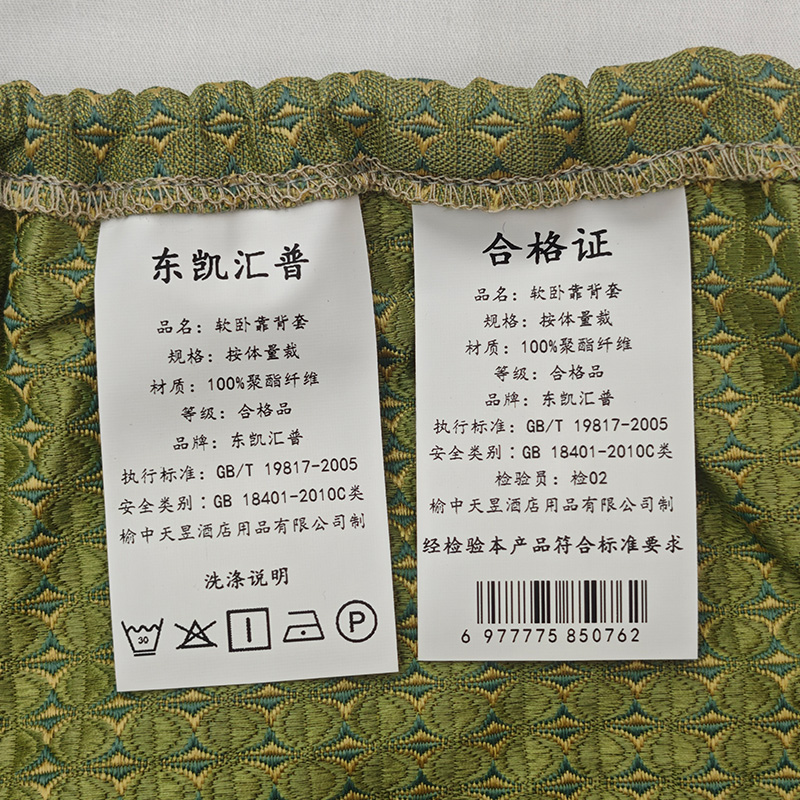 东凯汇普
品名：软卧靠背套
规格：按体量裁
材质：100%聚酯纤维
等级：合格品
品牌：东凯汇普
执行标准：GB/T 19817-2005
安全类别：GB 18401-2010C类
榆中天昱酒店用品有限公司制
洗涤说明
30
P
合格证
品名：软卧靠背套
规格：按体量裁
材质：100%聚酯纤维
等级：合格品
品牌：东凯汇普
执行标准：GB/T 19817-2005
安全类别：GB 18401-2010C类
检验员：检02
榆中天昱酒店用品有限公司制
经检验本产品符合标准要求
6 977775 850762